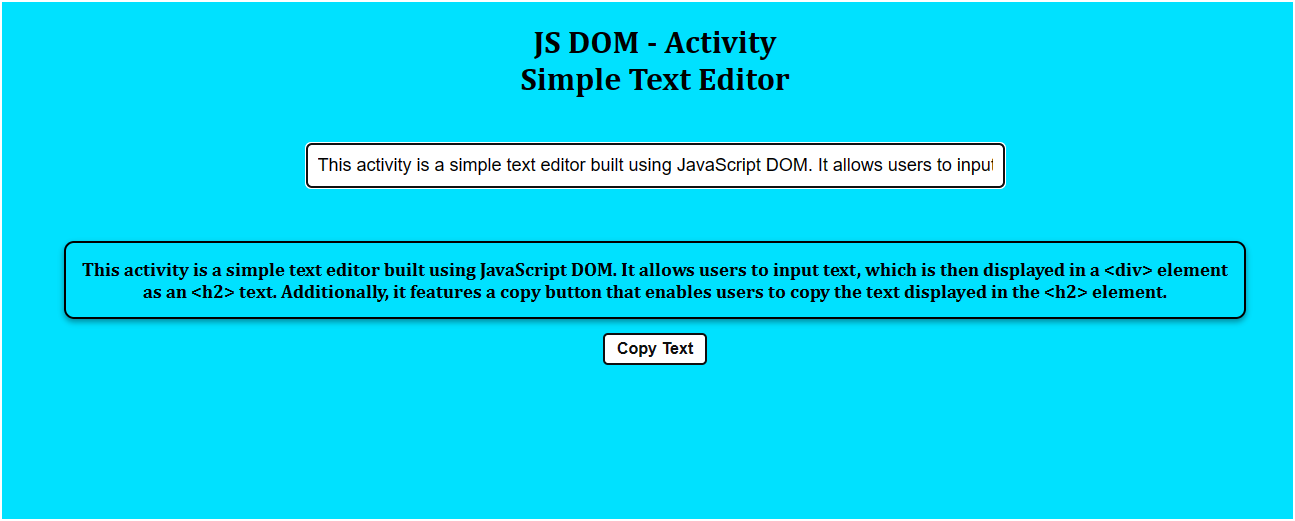 JS DOM - Activity
Simple Text Editor
This activity is a simple text editor built using JavaScript DOM. It allows users to input
This activity is a simple text editor built using JavaScript DOM. It allows users to input text, which is then displayed in a <div> element
as an <h2> text. Additionally, it features a copy button that enables users to copy the text displayed in the <h2> element.
Copy Text